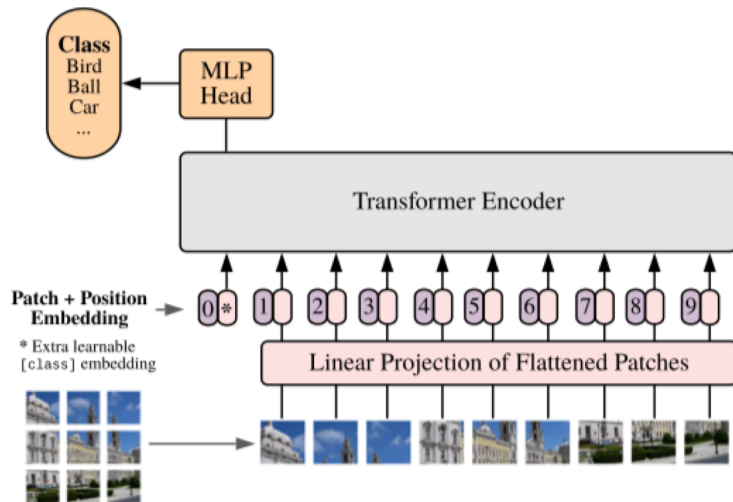 Class
Bird
Ball
Car
...
MLP
Head
Transformer Encoder
Patch + Position
Embedding
0 * 1 2 3 4 5 6 7 8 9
* Extra learnable
[class] embedding
Linear Projection of Flattened Patches